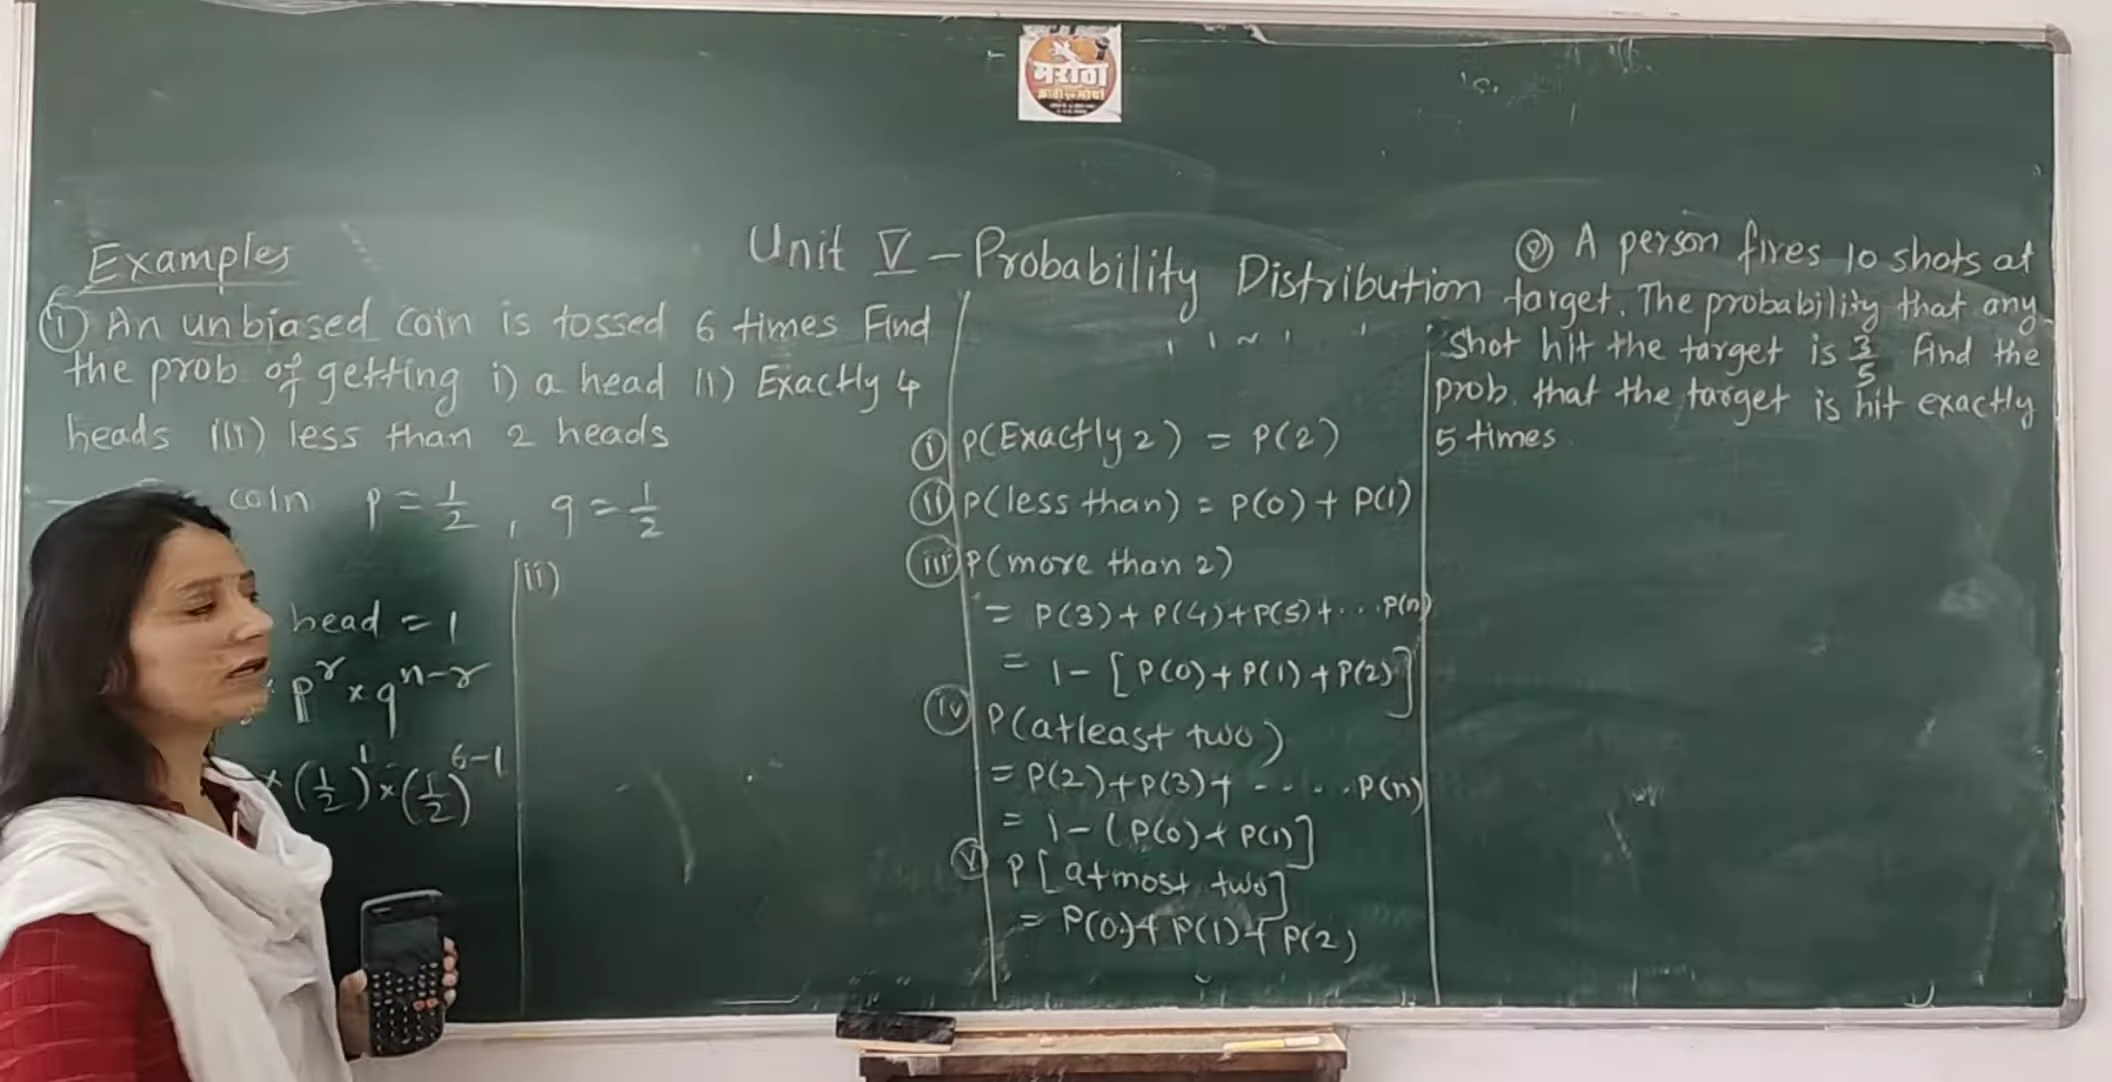 मराठा
क्रांती मोर्चा
Unit V - Probability Distribution
Examples
① An unbiased coin is tossed 6 times Find
the prob of getting i) a head ii) Exactly 4
heads iii) less than 2 heads
coin p = 1/2 , q = 1/2
head = 1
p^r × q^n-r
× (1/2)^1 × (1/2)^6-1
ii)
ⓘ P(Exactly 2) = P(2)
ⓘⓘ P(less than) = P(0) + P(1)
ⓘⓘⓘ P(more than 2)
= P(3) + P(4) + P(5) + ... P(n)
= 1 - [P(0) + P(1) + P(2)]
ⓘⓥ P(atleast two)
= P(2) + P(3) + - - . . . P(n)
= 1 - (P(0) + P(1)]
ⓥ P[atmost two]
= P(0) + P(1) + P(2)
② A person fires 10 shots at
target. The probability that any
shot hit the target is 3/5 find the
prob. that the target is hit exactly
5 times.